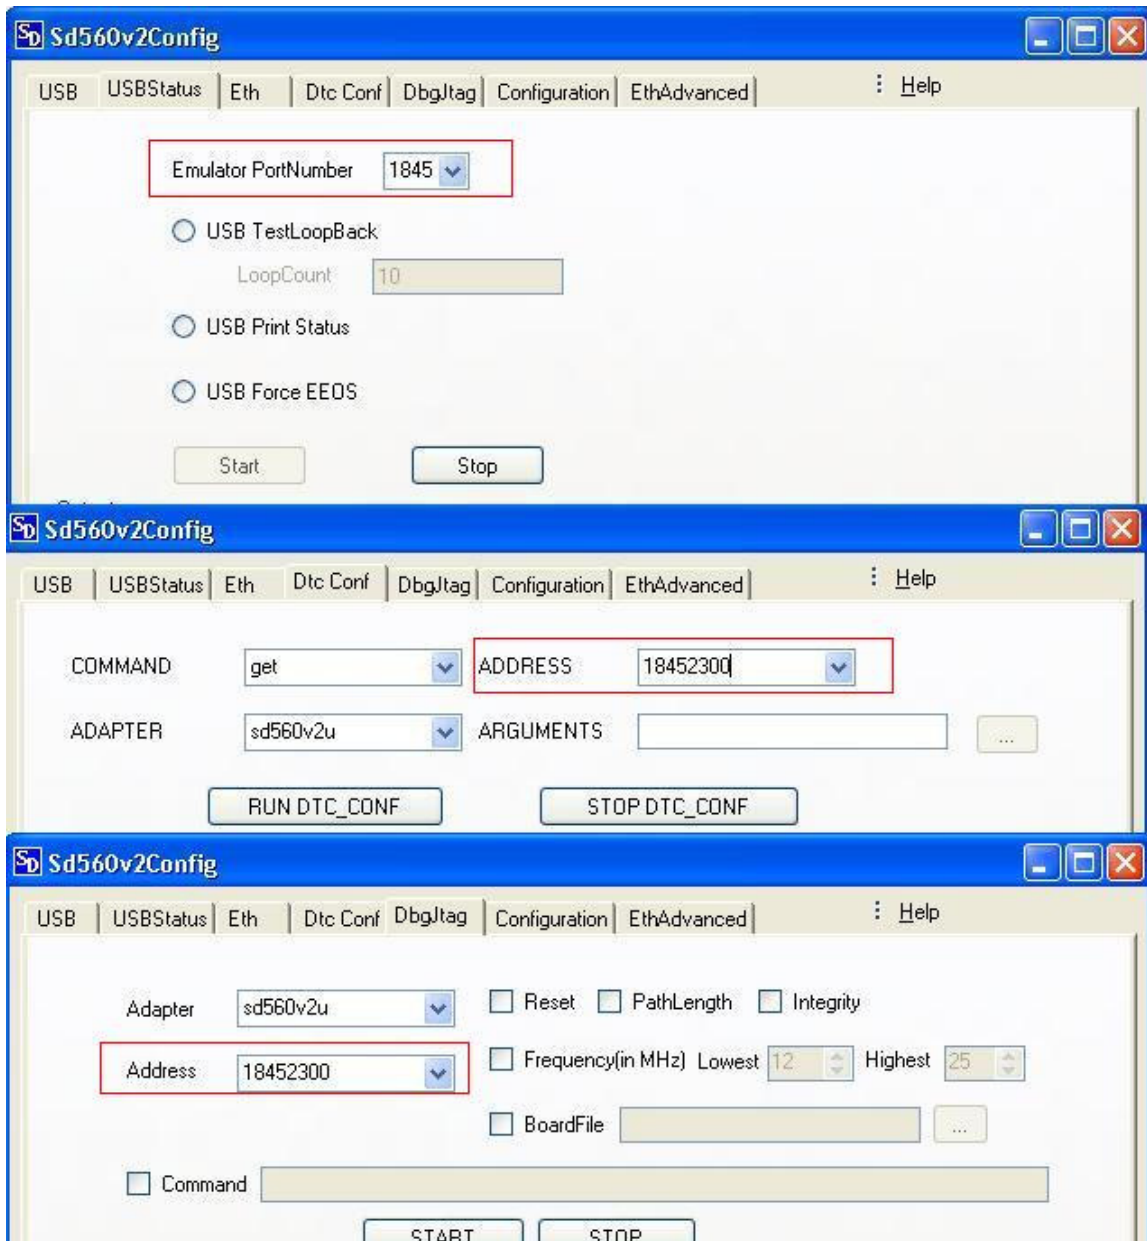 SD Sd560v2Config
USB USBStatus Eth Dtc Conf DbgJtag Configuration EthAdvanced Help
Emulator PortNumber 1845
USB TestLoopBack
LoopCount 10
USB Print Status
USB Force EEOS
Start Stop
SD Sd560v2Config
USB USBStatus Eth Dtc Conf DbgJtag Configuration EthAdvanced Help
COMMAND get ADDRESS 18452300
ADAPTER sd560v2u ARGUMENTS ...
RUN DTC_CONF STOP DTC_CONF
SD Sd560v2Config
USB USBStatus Eth Dtc Conf DbgJtag Configuration EthAdvanced Help
Adapter sd560v2u Reset PathLength Integrity
Address 18452300 Frequency(in MHz) Lowest 12 Highest 25
BoardFile ...
Command
START STOP